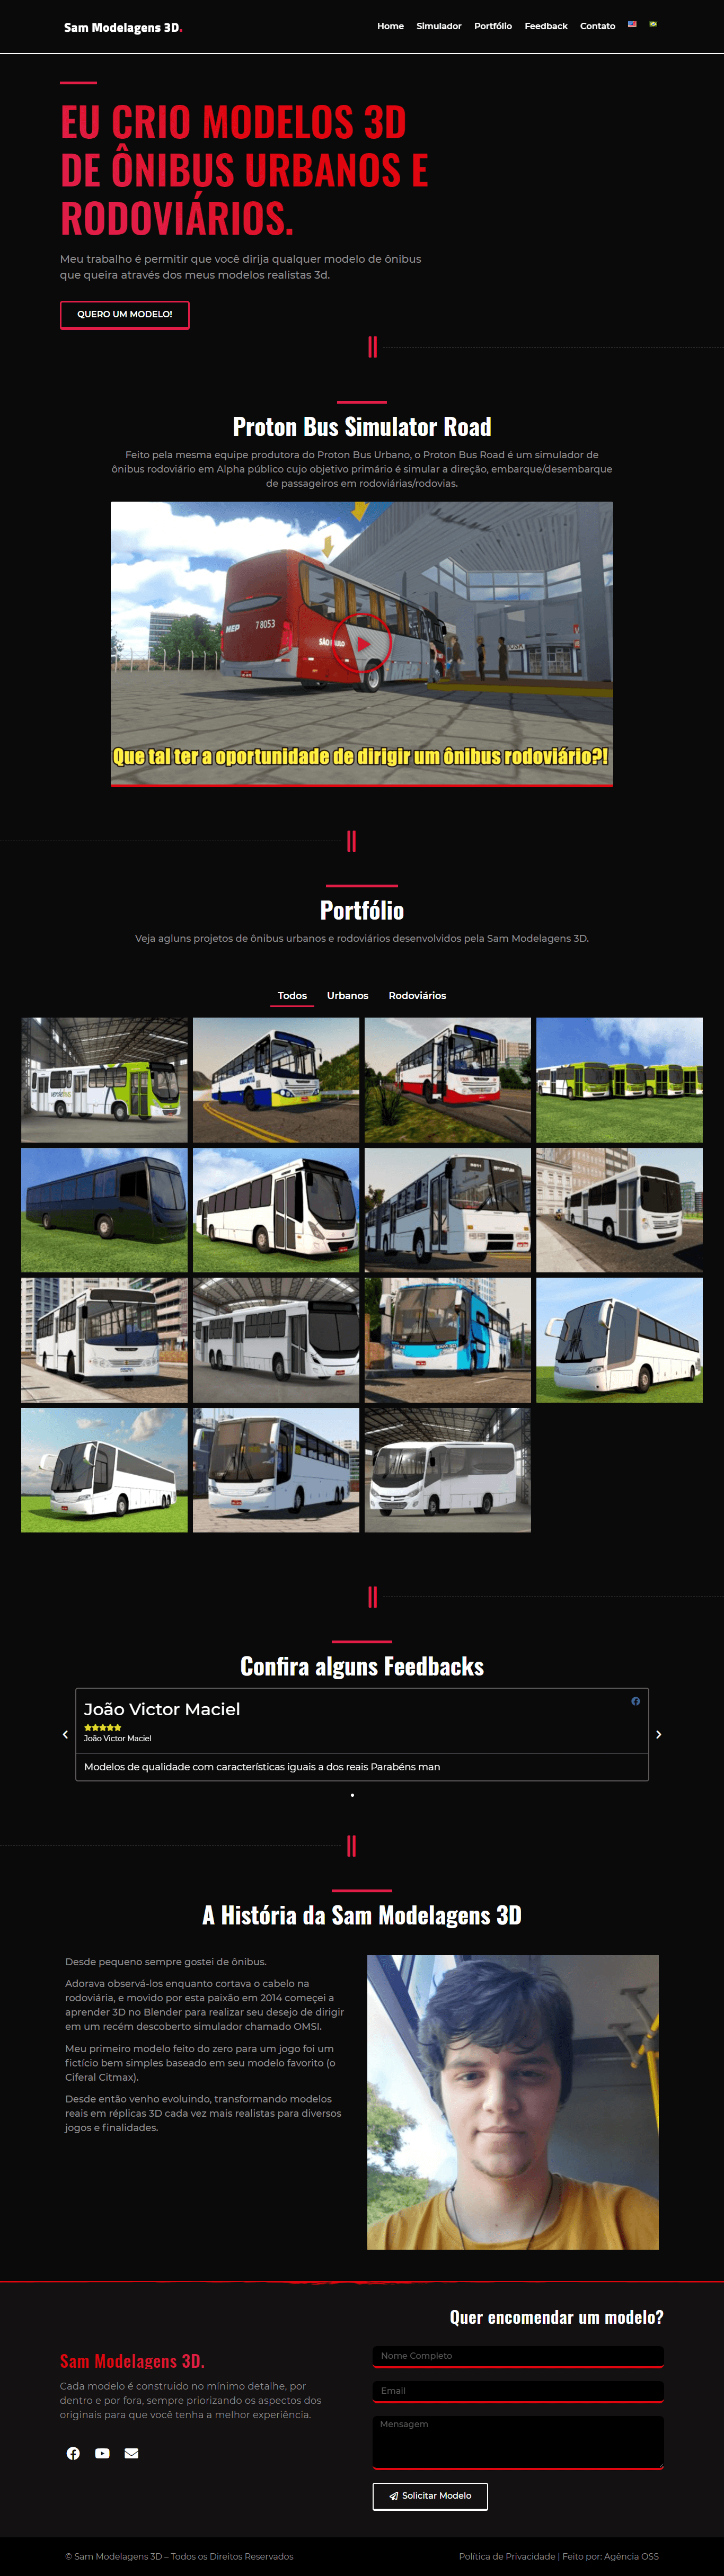 Sam Modelagens 3D.
Home Simulador Portfólio Feedback Contato
EU CRIO MODELOS 3D
DE ÔNIBUS URBANOS E
RODOVIÁRIOS.
Meu trabalho é permitir que você dirija qualquer modelo de ônibus
que queira através dos meus modelos realistas 3d.
QUERO UM MODELO!
Proton Bus Simulator Road
Feito pela mesma equipe produtora do Proton Bus Urbano, o Proton Bus Road é um simulador de
ônibus rodoviário em Alpha público cujo objetivo primário é simular a direção, embarque/desembarque
de passageiros em rodoviárias/rodovias.
MEP 78053
SÃO PAULO
Que tal ter a oportunidade de dirigir um ônibus rodoviário?!
Portfólio
Veja agluns projetos de ônibus urbanos e rodoviários desenvolvidos pela Sam Modelagens 3D.
Todos Urbanos Rodoviários
Confira alguns Feedbacks
João Victor Maciel
João Victor Maciel
Modelos de qualidade com características iguais a dos reais Parabéns man
A História da Sam Modelagens 3D
Desde pequeno sempre gostei de ônibus.
Adorava observá-los enquanto cortava o cabelo na
rodoviária, e movido por esta paixão em 2014 começei a
aprender 3D no Blender para realizar seu desejo de dirigir
em um recém descoberto simulador chamado OMSI.
Meu primeiro modelo feito do zero para um jogo foi um
fictício bem simples baseado em seu modelo favorito (o
Ciferal Citmax).
Desde então venho evoluindo, transformando modelos
reais em réplicas 3D cada vez mais realistas para diversos
jogos e finalidades.
Quer encomendar um modelo?
Sam Modelagens 3D.
Cada modelo é construido no mínimo detalhe, por
dentro e por fora, sempre priorizando os aspectos dos
originais para que você tenha a melhor experiência.
Nome Completo
Email
Mensagem
Solicitar Modelo
© Sam Modelagens 3D – Todos os Direitos Reservados
Política de Privacidade | Feito por: Agência OSS